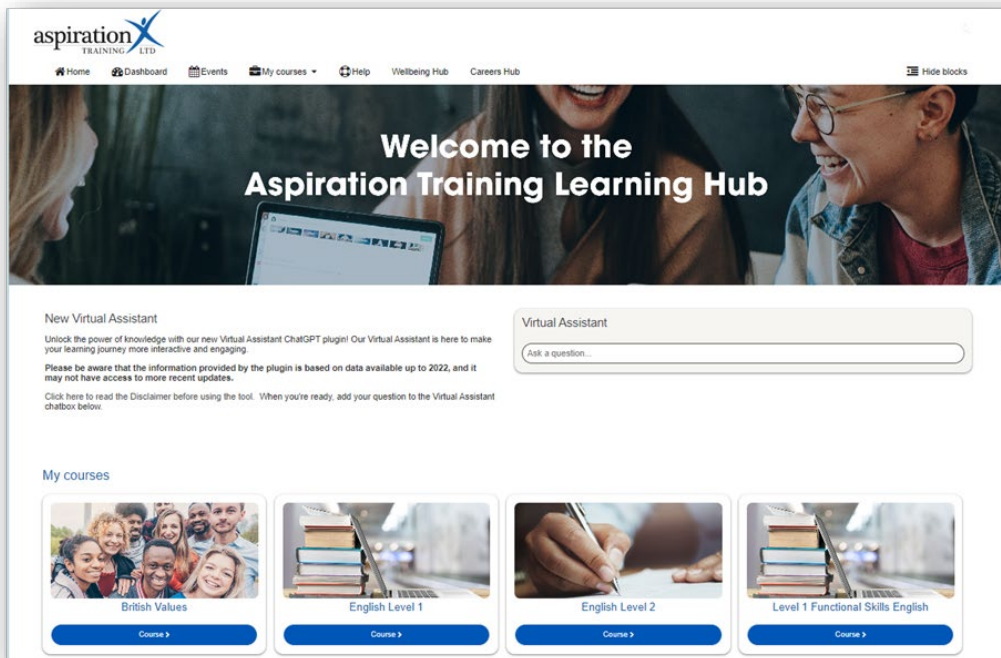 aspiration
TRAINING LTD
Home Dashboard Events My courses Help Wellbeing Hub Careers Hub Hide blocks
Welcome to the
Aspiration Training Learning Hub
New Virtual Assistant
Unlock the power of knowledge with our new Virtual Assistant ChatGPT plugin! Our Virtual Assistant is here to make
your learning journey more interactive and engaging.
Please be aware that the information provided by the plugin is based on data available up to 2022, and it
may not have access to more recent updates.
Click here to read the Disclaimer before using the tool. When you're ready, add your question to the Virtual Assistant
chatbox below.
Virtual Assistant
Ask a question...
My courses
British Values
English Level 1
English Level 2
Level 1 Functional Skills English
Course >
Course >
Course >
Course >